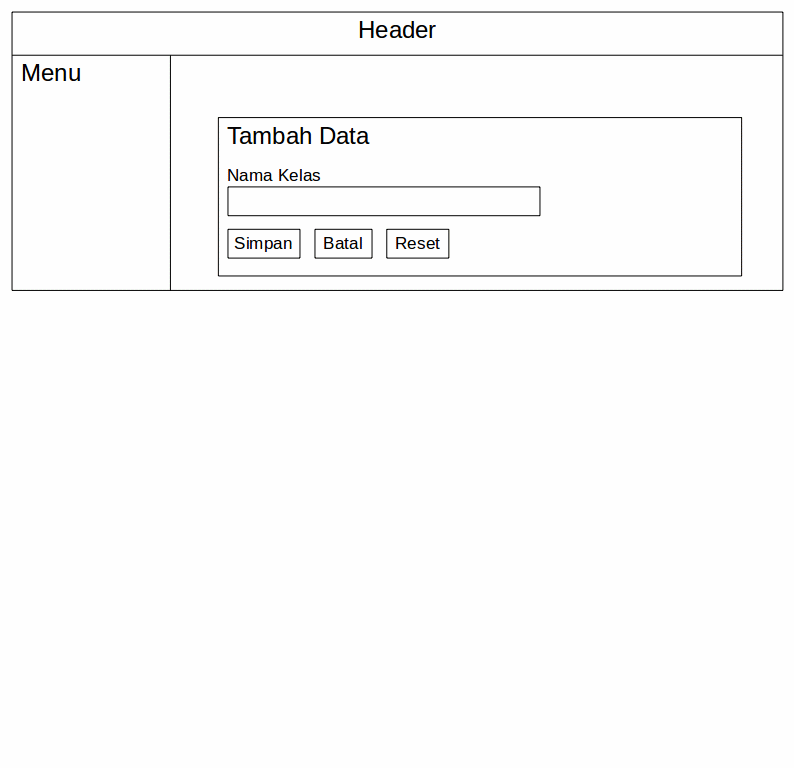 Header
Menu
Tambah Data
Nama Kelas
Simpan Batal Reset